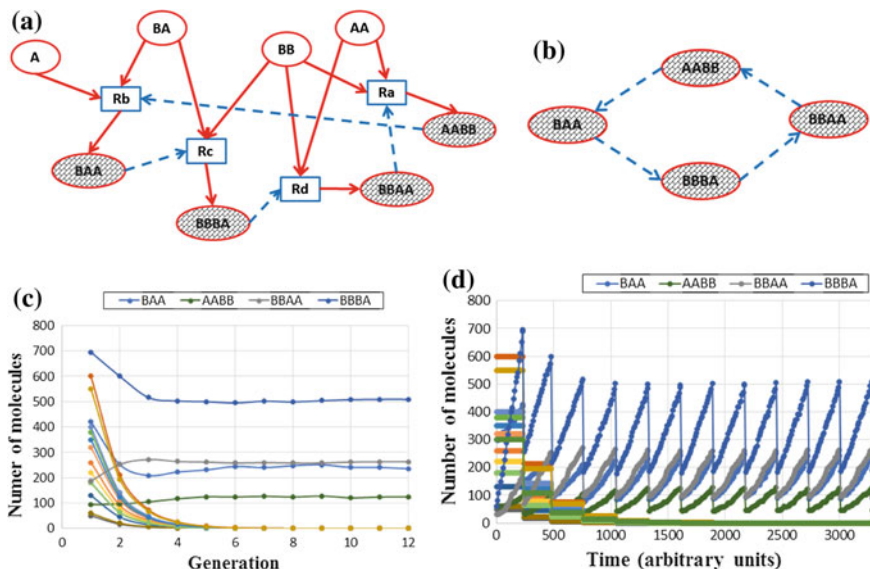 (a)
A
BA
BB
AA
Rb
Ra
Rc
AABB
BAA
Rd
BBAA
BBBA
(b)
AABB
BAA
BBAA
BBBA
(c)
BAA AABB BBAA BBBA
Numer of molecules
800
700
600
500
400
300
200
100
0
0 2 4 6 8 10 12
Generation
(d)
BAA AABB BBAA BBBA
Number of molecules
800
700
600
500
400
300
200
100
0
0 500 1000 1500 2000 2500 3000
Time (arbitrary units)